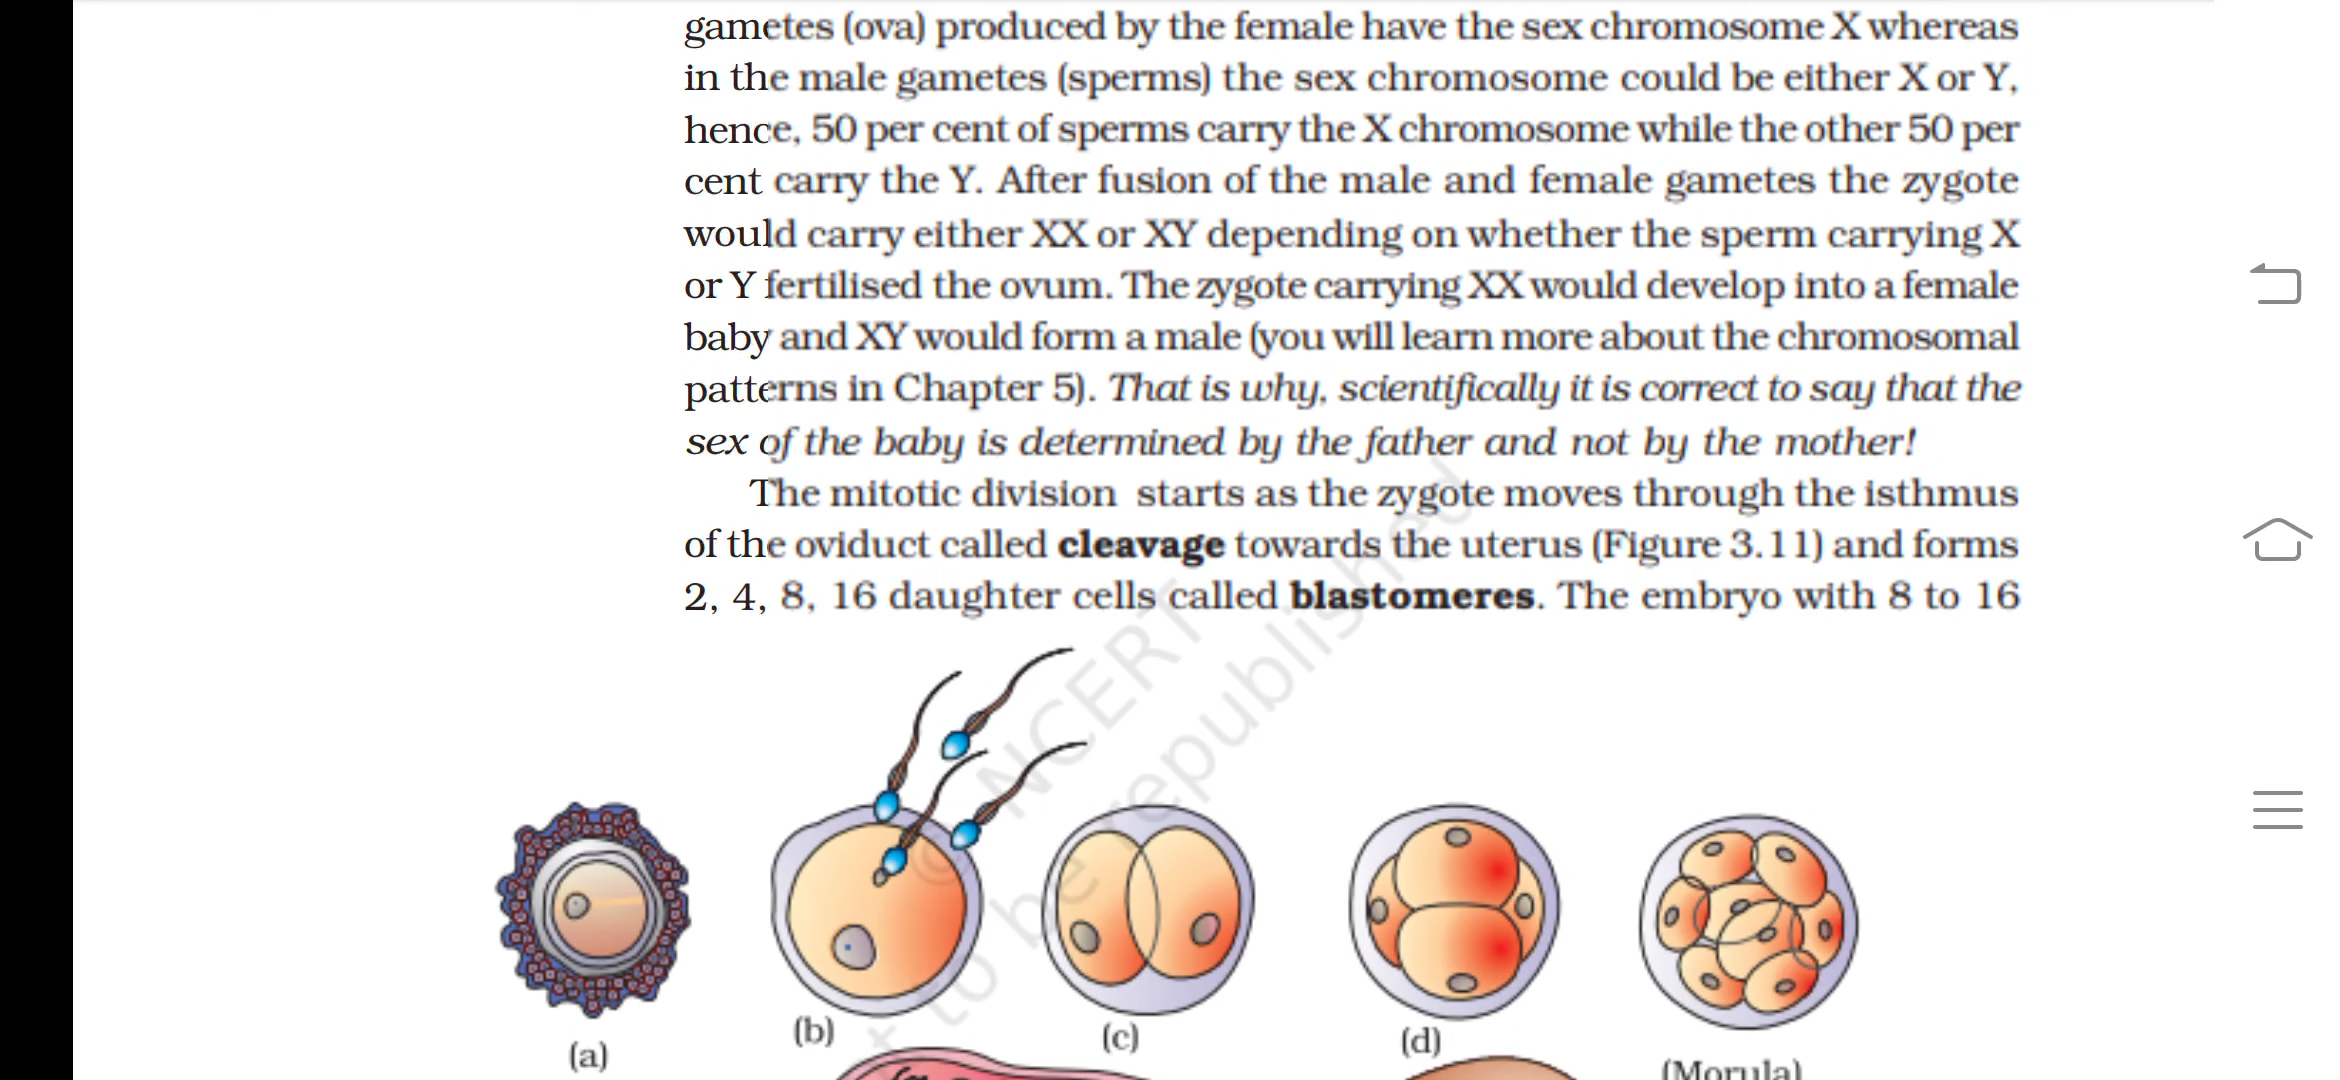 gametes (ova) produced by the female have the sex chromosome X whereas
in the male gametes (sperms) the sex chromosome could be either X or Y,
hence, 50 per cent of sperms carry the X chromosome while the other 50 per
cent carry the Y. After fusion of the male and female gametes the zygote
would carry either XX or XY depending on whether the sperm carrying X
or Y fertilised the ovum. The zygote carrying XX would develop into a female
baby and XY would form a male (you will learn more about the chromosomal
patterns in Chapter 5). That is why, scientifically it is correct to say that the
sex of the baby is determined by the father and not by the mother!
The mitotic division starts as the zygote moves through the isthmus
of the oviduct called cleavage towards the uterus (Figure 3.11) and forms
2, 4, 8, 16 daughter cells called blastomeres. The embryo with 8 to 16
© NCERT
to be republished
(a)
(b)
(c)
(d)
(Morula)